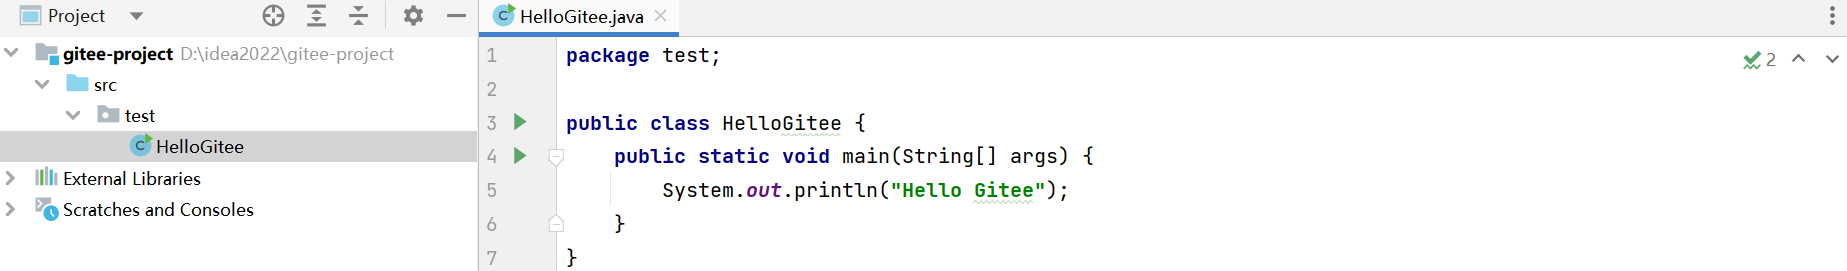 Project
gitee-project D:\idea2022\gitee-project
src
test
HelloGitee
External Libraries
Scratches and Consoles
HelloGitee.java
2
1 package test;
2
3 public class HelloGitee {
4 public static void main(String[] args) {
5 System.out.println("Hello Gitee");
6 }
7 }